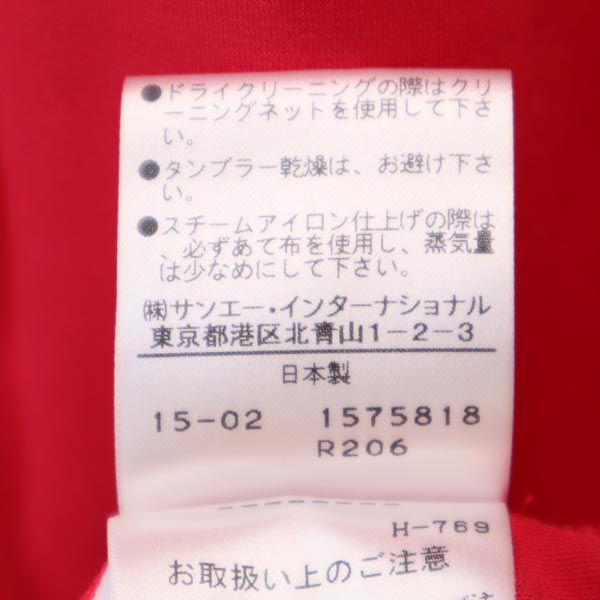 ●ドライクリーニングの際はクリ
ーニングネットを使用して下さ
い。
●タンブラー乾燥は、お避け下さ
い。
●スチームアイロン仕上げの際は
、必ずあて布を使用し、蒸気量
は少なめにして下さい。
㈱サンエー・インターナショナル
東京都港区北青山1-2-3
日本製
15-02 1575818
R206
H-769
お取扱い上のご注意